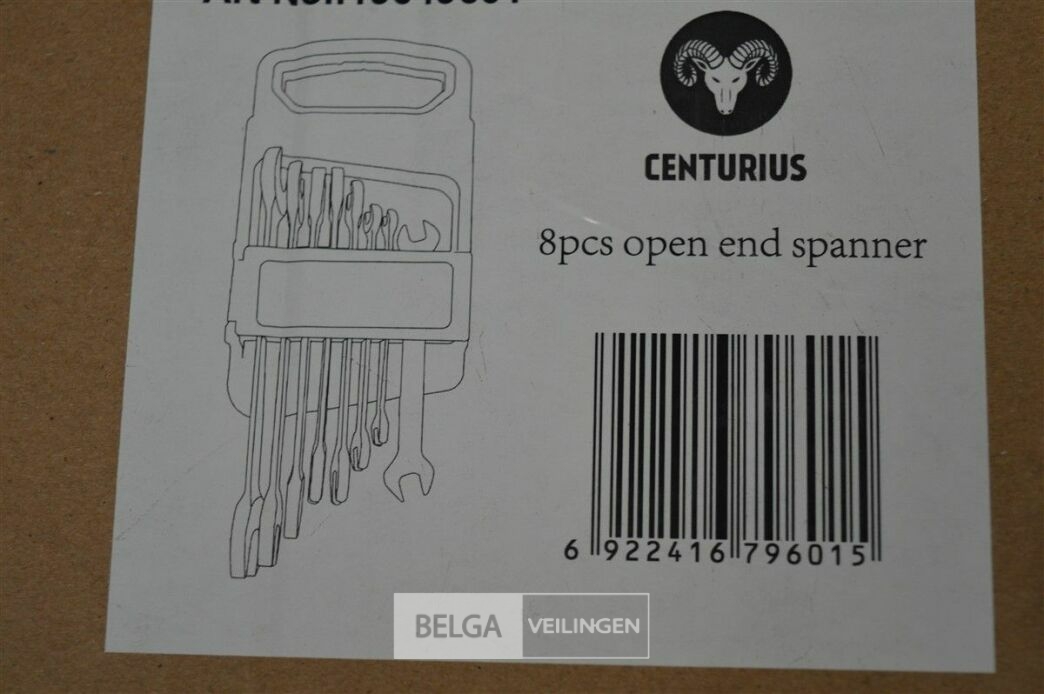 CENTURIUS
8pcs open end spanner
6 922416 796015
BELGA VEILINGEN